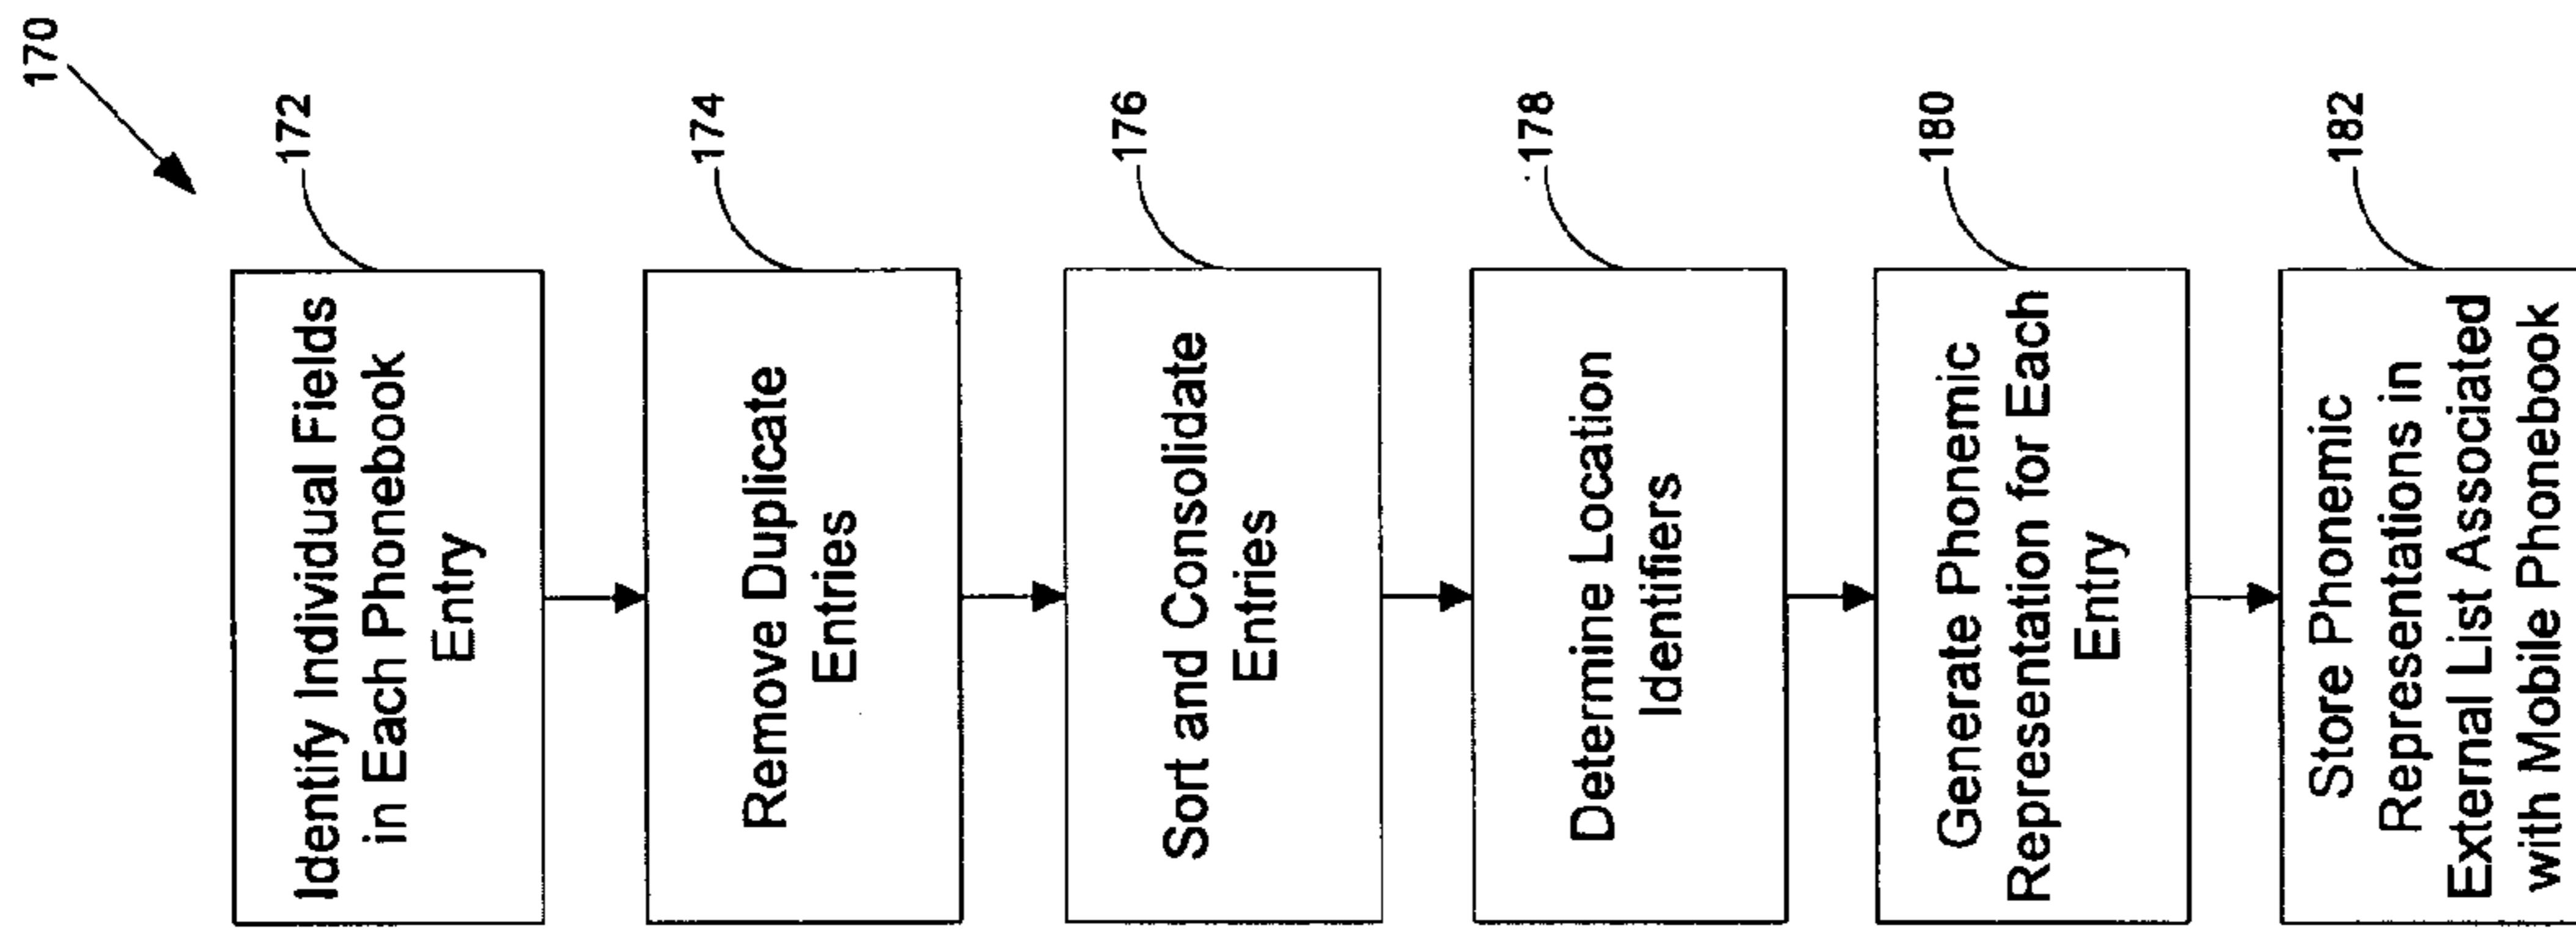 170
172
Identify Individual Fields
in Each Phonebook
Entry
174
Remove Duplicate
Entries
176
Sort and Consolidate
Entries
178
Determine Location
Identifiers
180
Generate Phonemic
Representation for Each
Entry
182
Store Phonemic
Representations in
External List Associated
with Mobile Phonebook